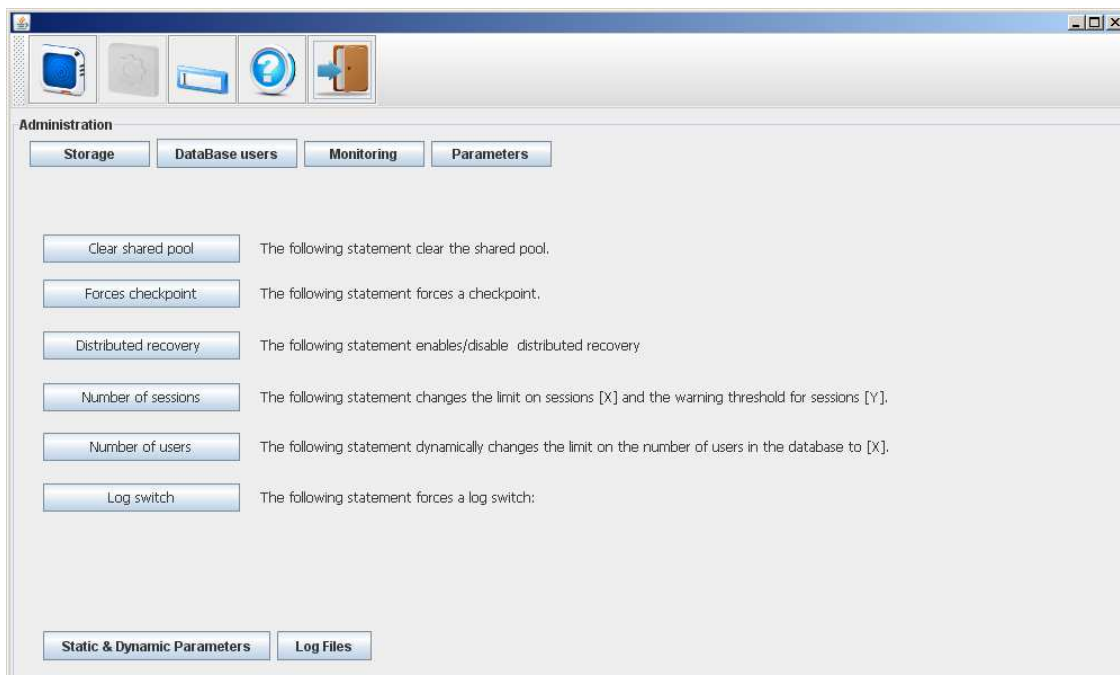 Administration
Storage DataBase users Monitoring Parameters
Clear shared pool The following statement clear the shared pool.
Forces checkpoint The following statement forces a checkpoint.
Distributed recovery The following statement enables/disable distributed recovery
Number of sessions The following statement changes the limit on sessions [X] and the warning threshold for sessions [Y].
Number of users The following statement dynamically changes the limit on the number of users in the database to [X].
Log switch The following statement forces a log switch:
Static & Dynamic Parameters Log Files